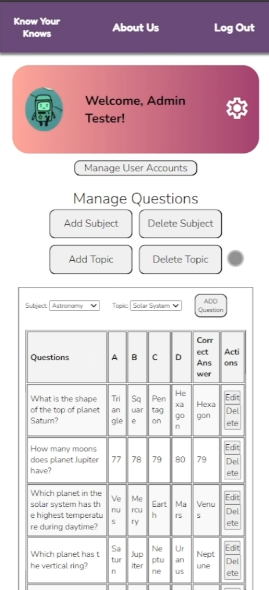 Know Your Knows About Us Log Out
Welcome, Admin
Tester!
Manage User Accounts
Manage Questions
Add Subject Delete Subject
Add Topic Delete Topic
Subject: Astronomy Topic: Solar System ADD Question
Questions A B C D Correct Answer Actions
What is the shape of the top of planet Saturn? Triangle Square Pentagon Hexagon Hexagon Edit Delete
How many moons does planet Jupiter have? 77 78 79 80 79 Edit Delete
Which planet in the solar system has the highest temperature during daytime? Venus Mercury Earth Mars Venus Edit Delete
Which planet has the vertical ring? Saturn Jupiter Neptune Uranus Neptune Edit Delete